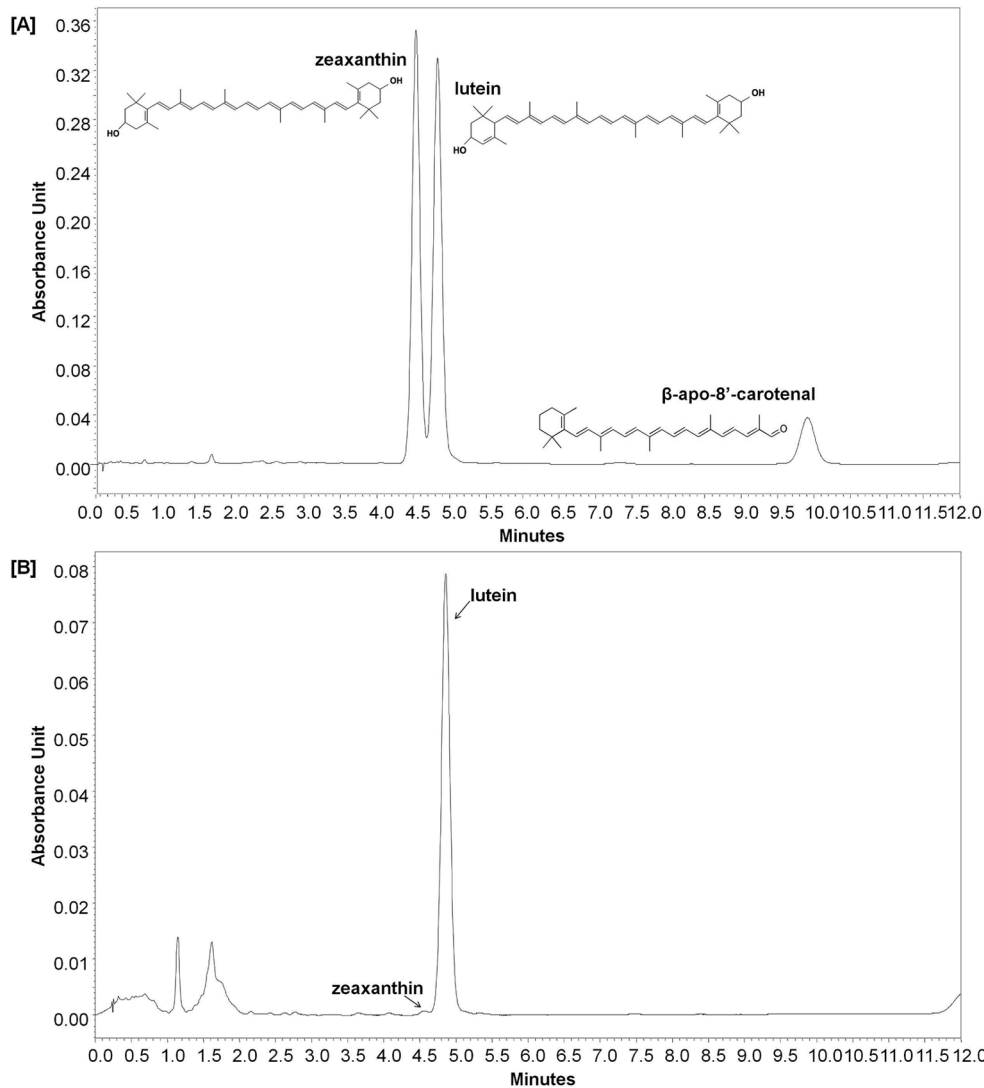 [A]
0.36
zeaxanthin
OH
HO
lutein
OH
HO
0.32
0.28
0.24
0.20
0.16
0.12
0.08
0.04
0.00
Absorbance Unit
β-apo-8’-carotenal
O
0.0 0.5 1.0 1.5 2.0 2.5 3.0 3.5 4.0 4.5 5.0 5.5 6.0 6.5 7.0 7.5 8.0 8.5 9.0 9.5 10.0 10.5 11.0 11.5 12.0
Minutes
[B]
0.08
lutein
0.07
0.06
0.05
0.04
0.03
0.02
0.01
0.00
Absorbance Unit
zeaxanthin
0.0 0.5 1.0 1.5 2.0 2.5 3.0 3.5 4.0 4.5 5.0 5.5 6.0 6.5 7.0 7.5 8.0 8.5 9.0 9.5 10.0 10.5 11.0 11.5 12.0
Minutes